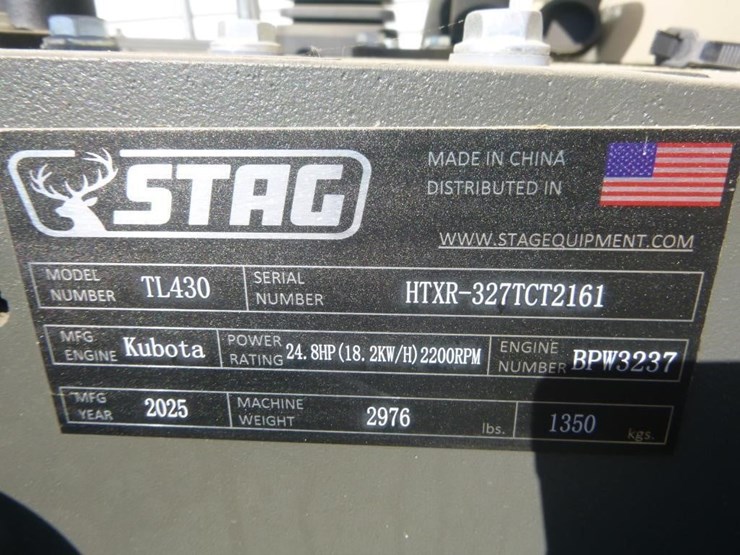 STAG
MADE IN CHINA
DISTRIBUTED IN
WWW.STAGEQUIPMENT.COM
MODEL NUMBER TL430
SERIAL NUMBER HTXR-327TCT2161
MFG ENGINE Kubota
POWER RATING 24.8HP(18.2KW/H)2200RPM
ENGINE NUMBER BPW3237
MFG YEAR 2025
MACHINE WEIGHT 2976 lbs. 1350 kgs.